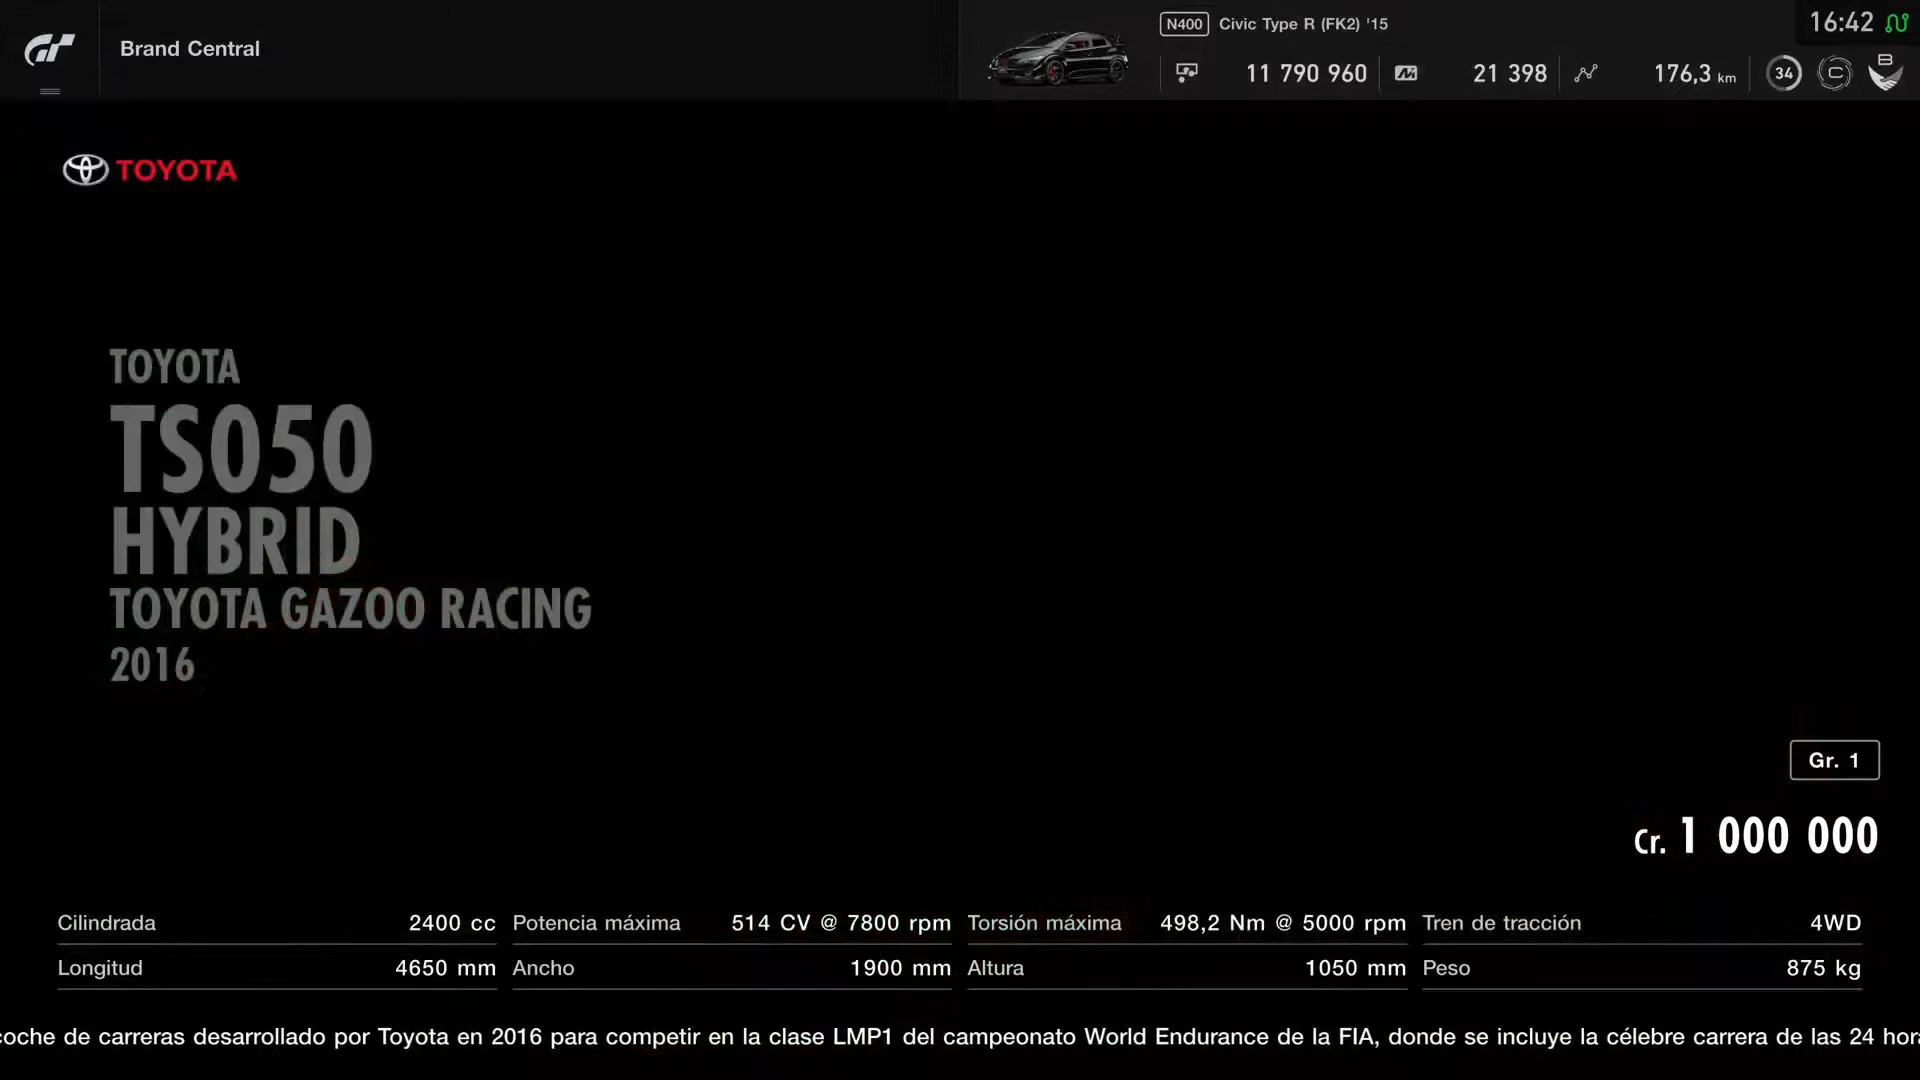 Brand Central
N400 Civic Type R (FK2) '15
16:42
11 790 960
21 398
176,3 km
34
C
B
TOYOTA
TOYOTA
TS050
HYBRID
TOYOTA GAZOO RACING
2016
Gr. 1
Cr. 1 000 000
Cilindrada 2400 cc Potencia máxima 514 CV @ 7800 rpm Torsión máxima 498,2 Nm @ 5000 rpm Tren de tracción 4WD
Longitud 4650 mm Ancho 1900 mm Altura 1050 mm Peso 875 kg
coche de carreras desarrollado por Toyota en 2016 para competir en la clase LMP1 del campeonato World Endurance de la FIA, donde se incluye la célebre carrera de las 24 hora